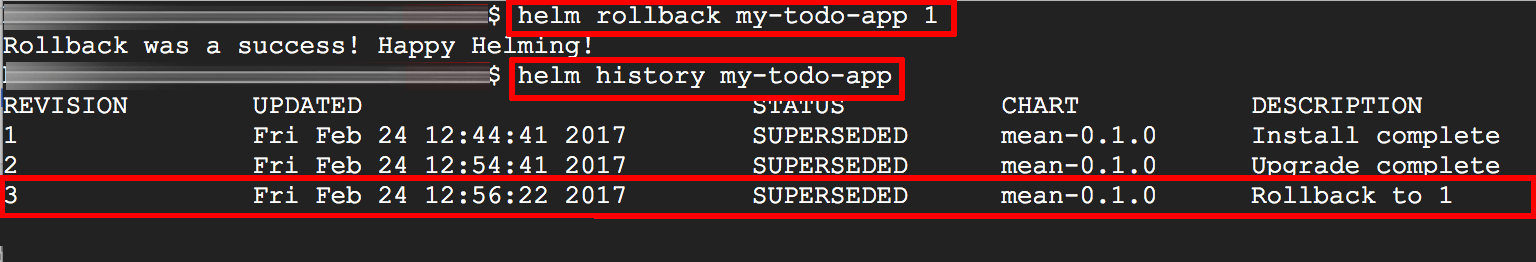 $ helm rollback my-todo-app 1
Rollback was a success! Happy Helming!
$ helm history my-todo-app
REVISION UPDATED STATUS CHART DESCRIPTION
1 Fri Feb 24 12:44:41 2017 SUPERSEDED mean-0.1.0 Install complete
2 Fri Feb 24 12:54:41 2017 SUPERSEDED mean-0.1.0 Upgrade complete
3 Fri Feb 24 12:56:22 2017 SUPERSEDED mean-0.1.0 Rollback to 1